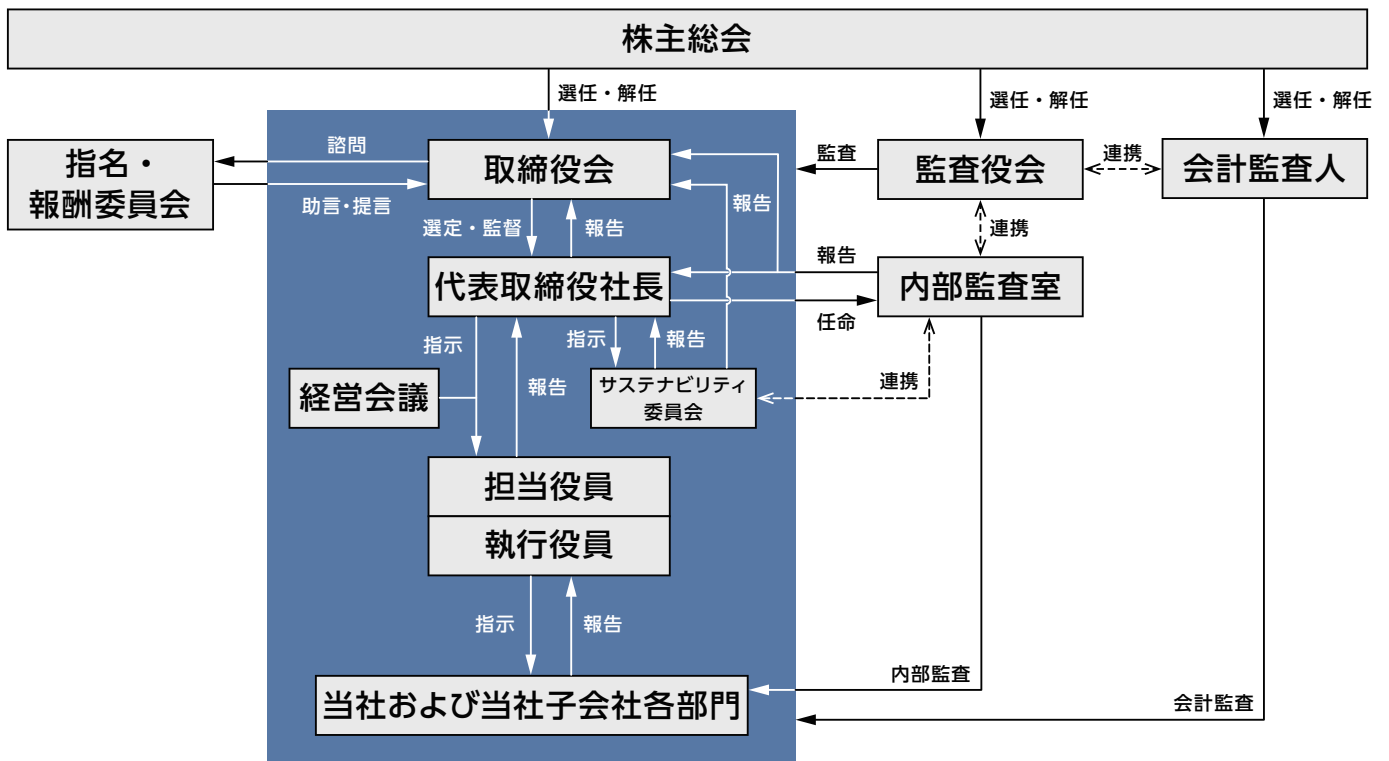 株主総会
選任・解任
選任・解任
選任・解任
指名・
報酬委員会
諮問
助言・提言
取締役会
監査
監査役会
連携
会計監査人
選定・監督
報告
報告
連携
代表取締役社長
報告
任命
内部監査室
指示
報告
指示
報告
経営会議
サステナビリティ
委員会
連携
担当役員
執行役員
指示
報告
当社および当社子会社各部門
内部監査
会計監査